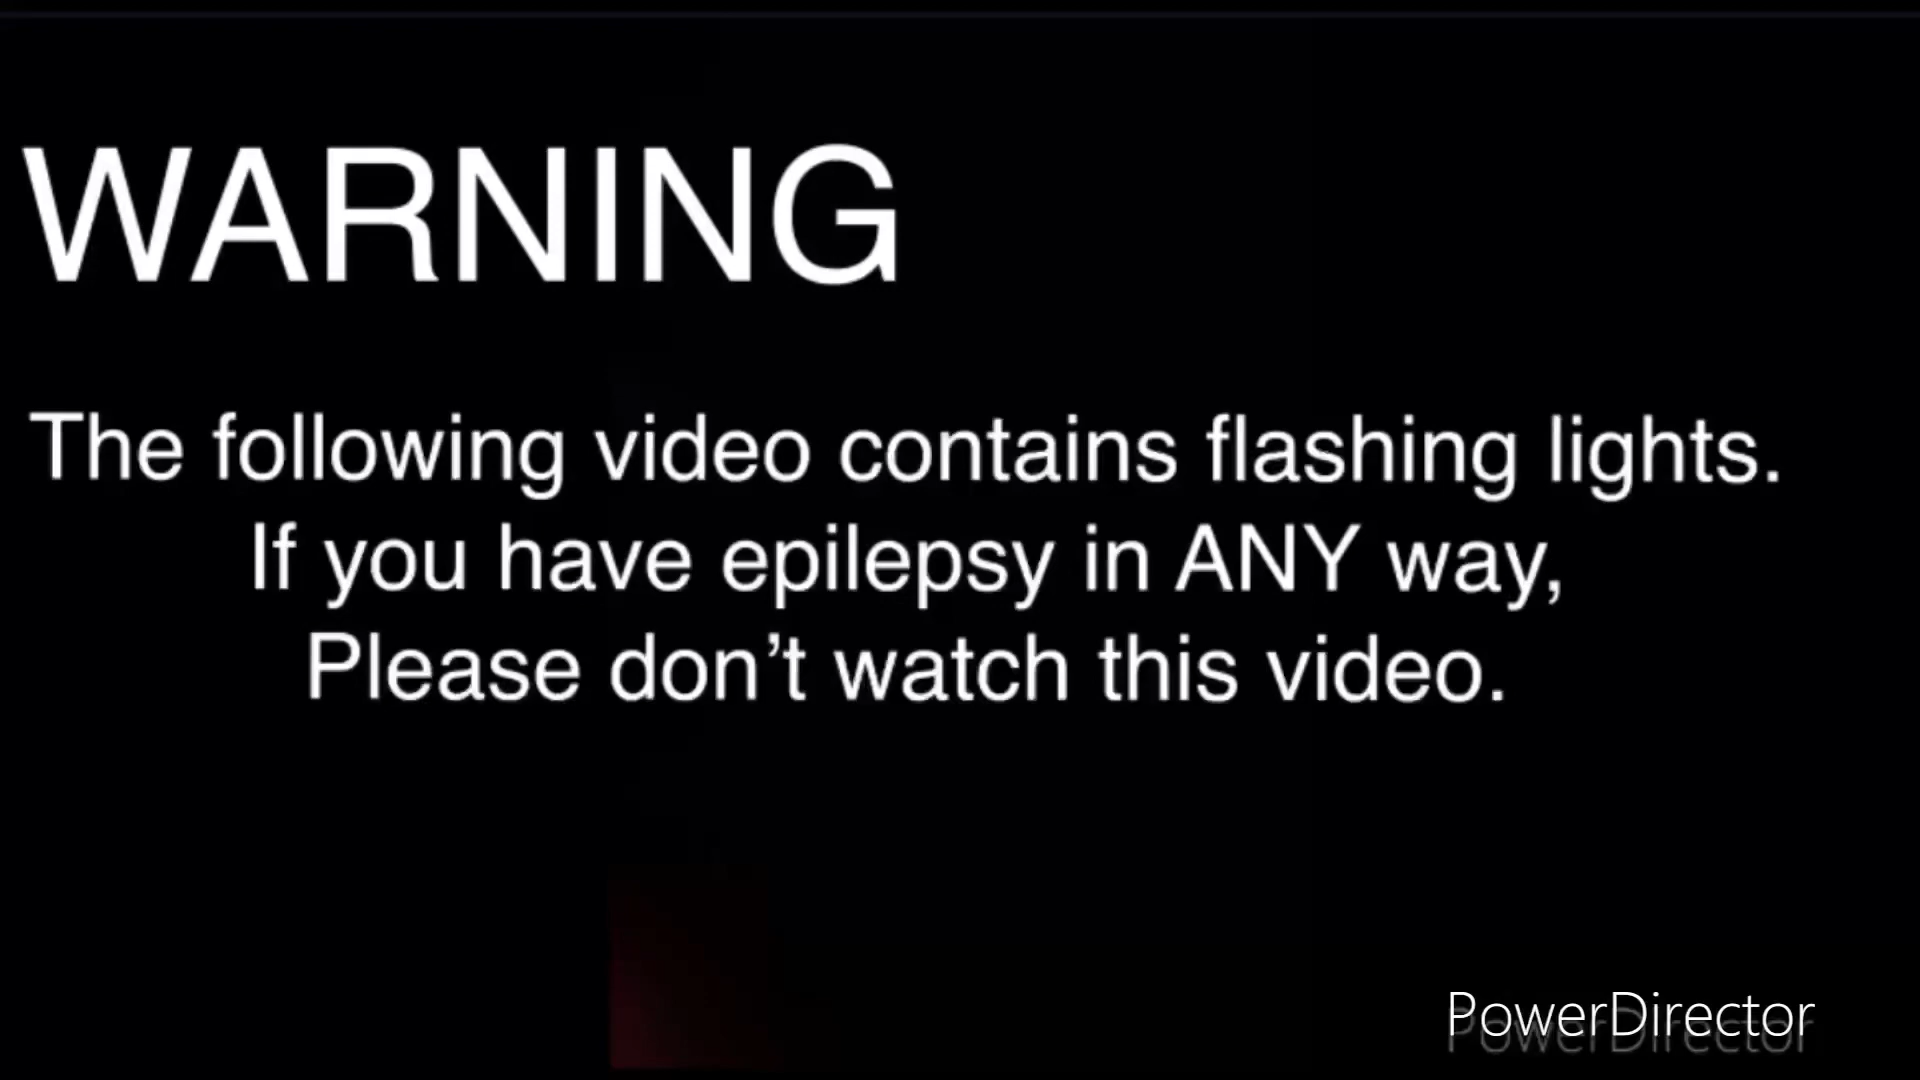 WARNING
The following video contains flashing lights.
If you have epilepsy in ANY way,
Please don’t watch this video.
PowerDirector